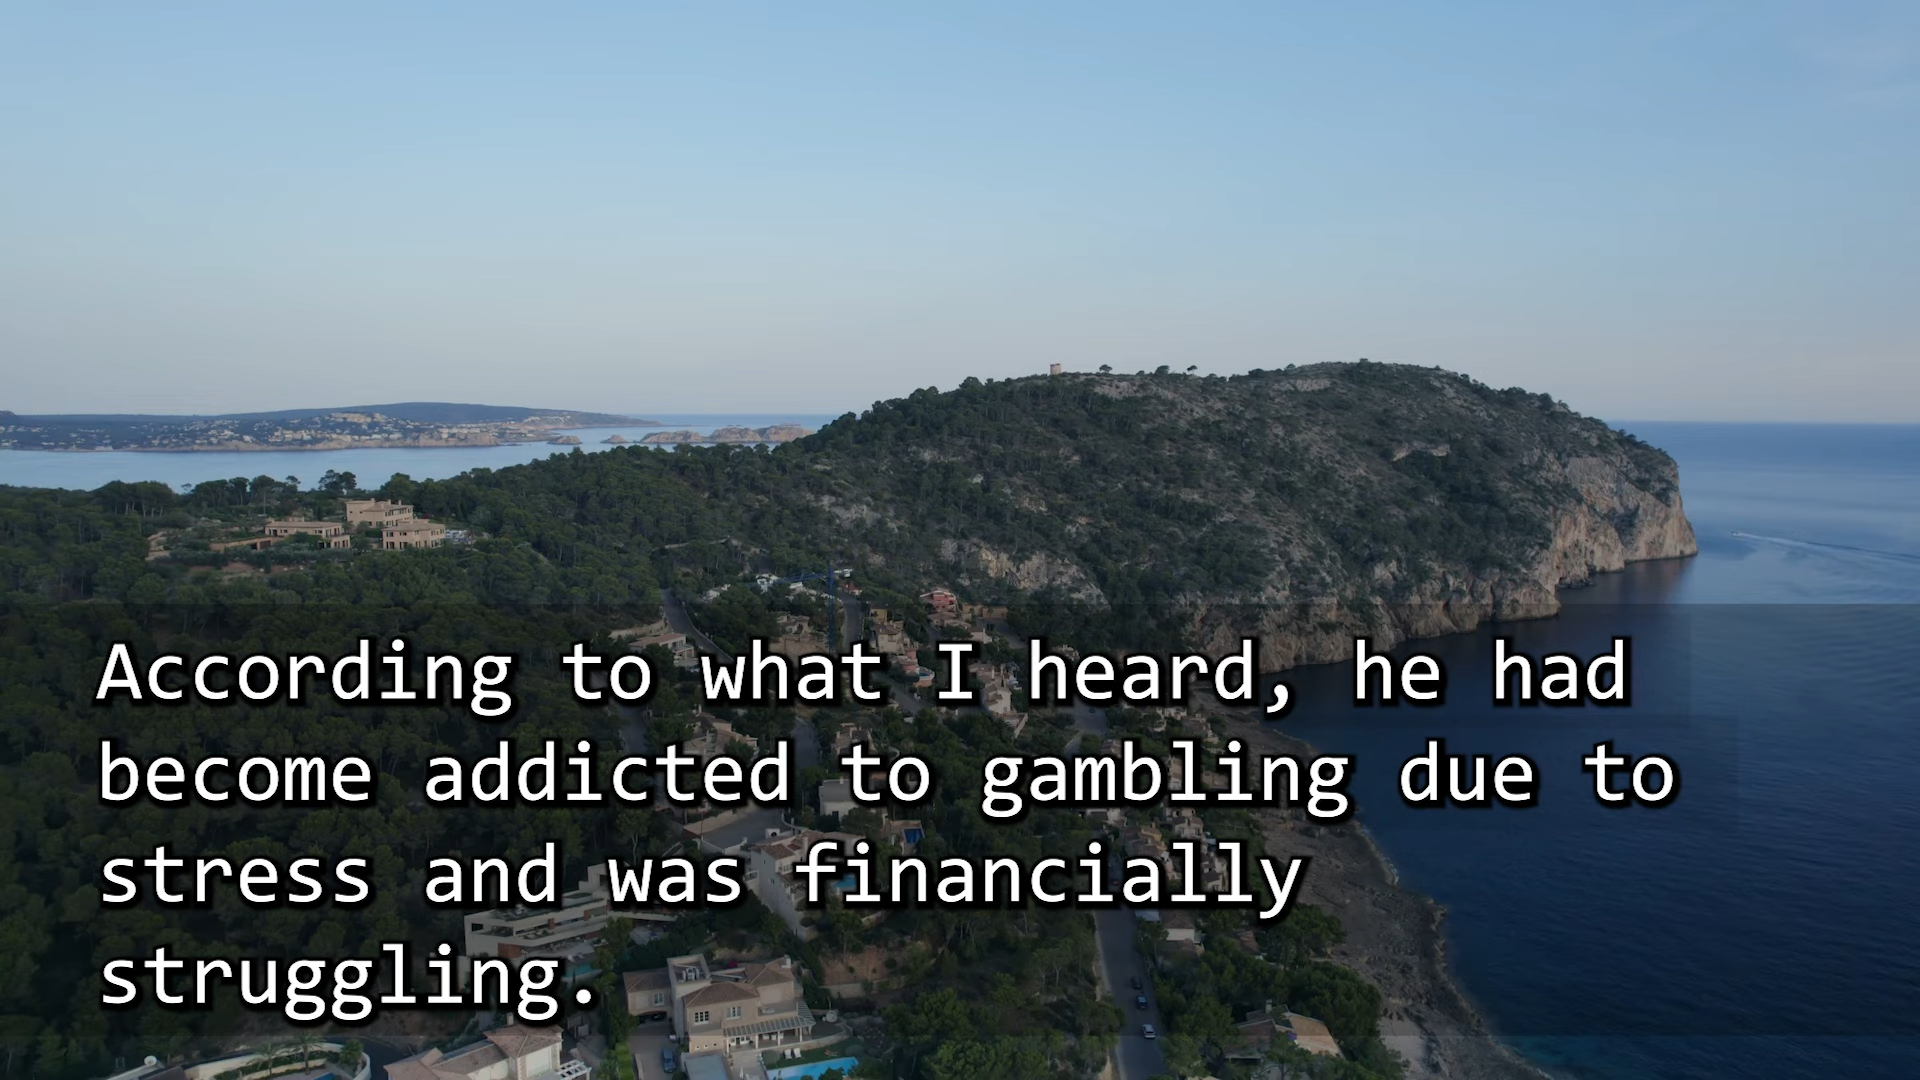 According to what I heard, he had
become addicted to gambling due to
stress and was financially
struggling.